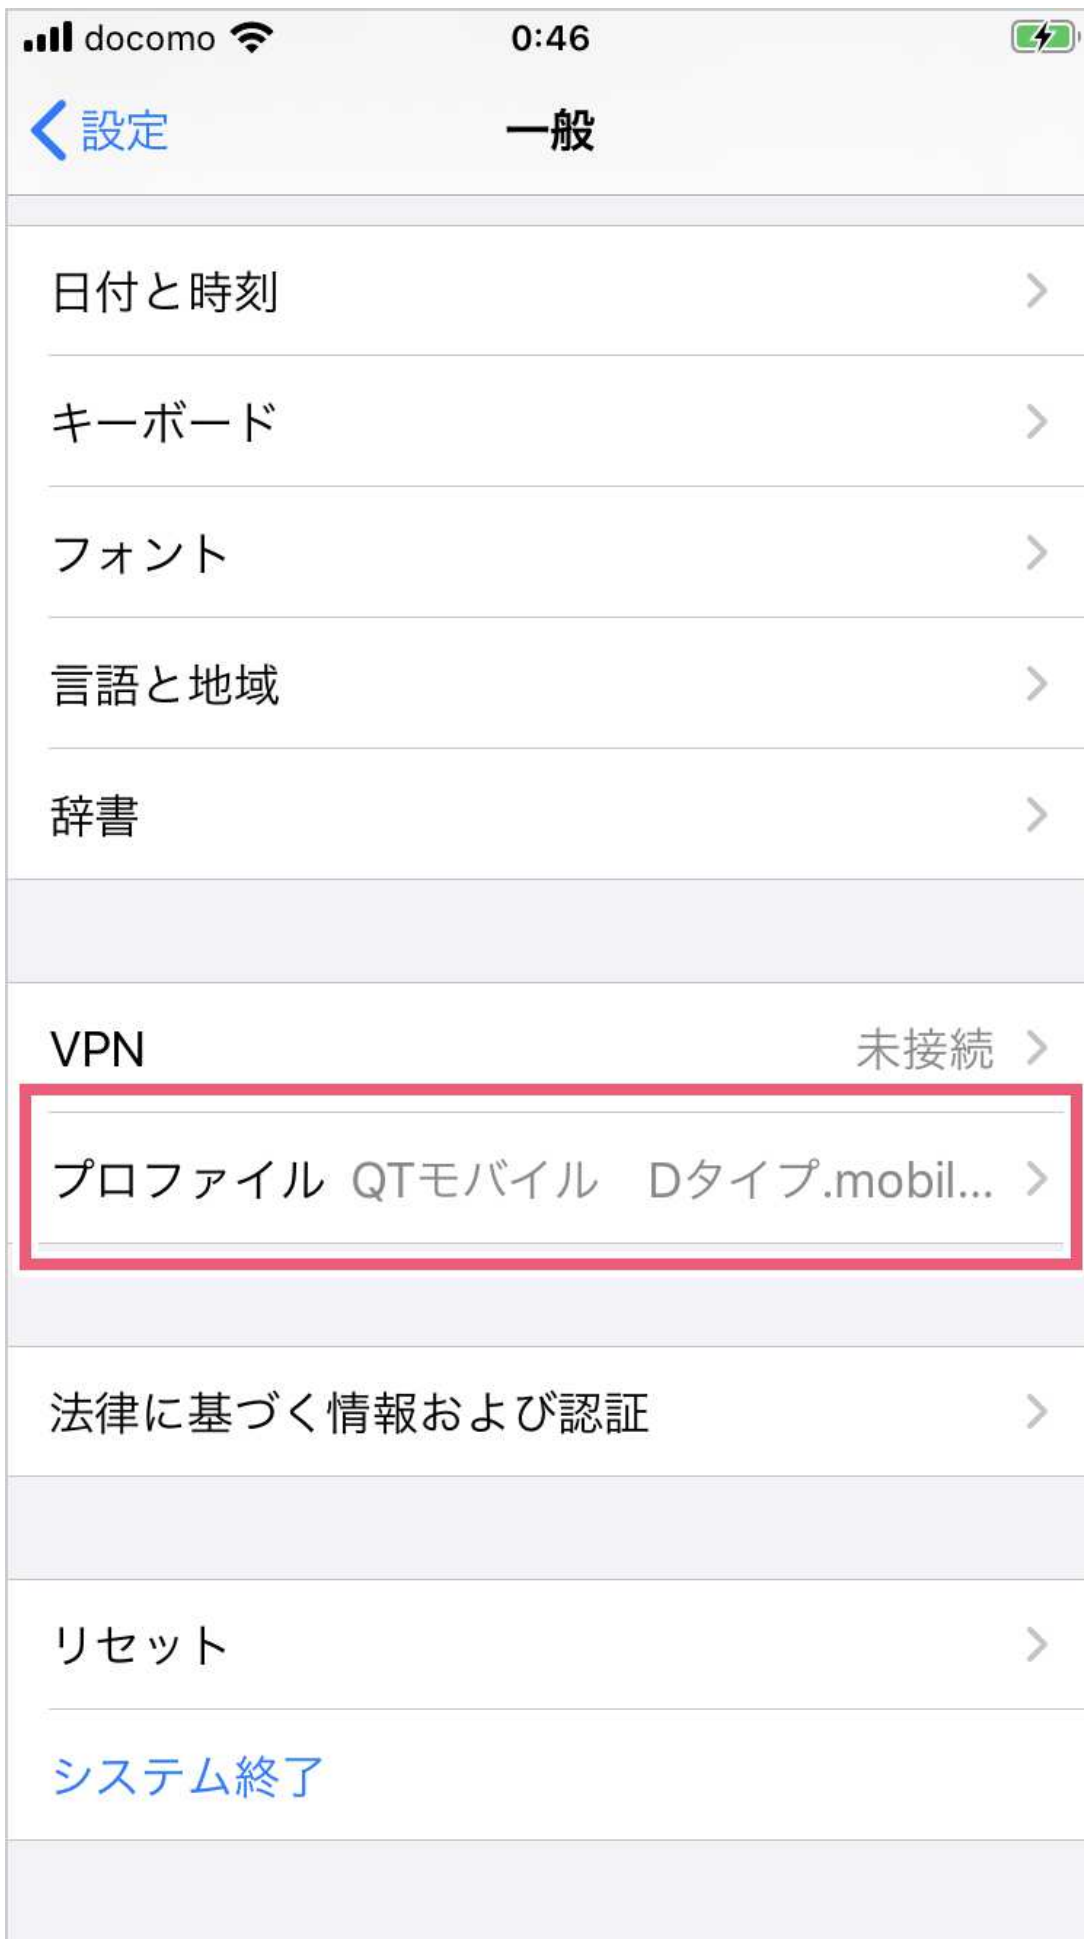 docomo 0:46
設定 一般
日付と時刻
キーボード
フォント
言語と地域
辞書
VPN 未接続
プロファイル QTモバイル　Dタイプ.mobil...
法律に基づく情報および認証
リセット
システム終了